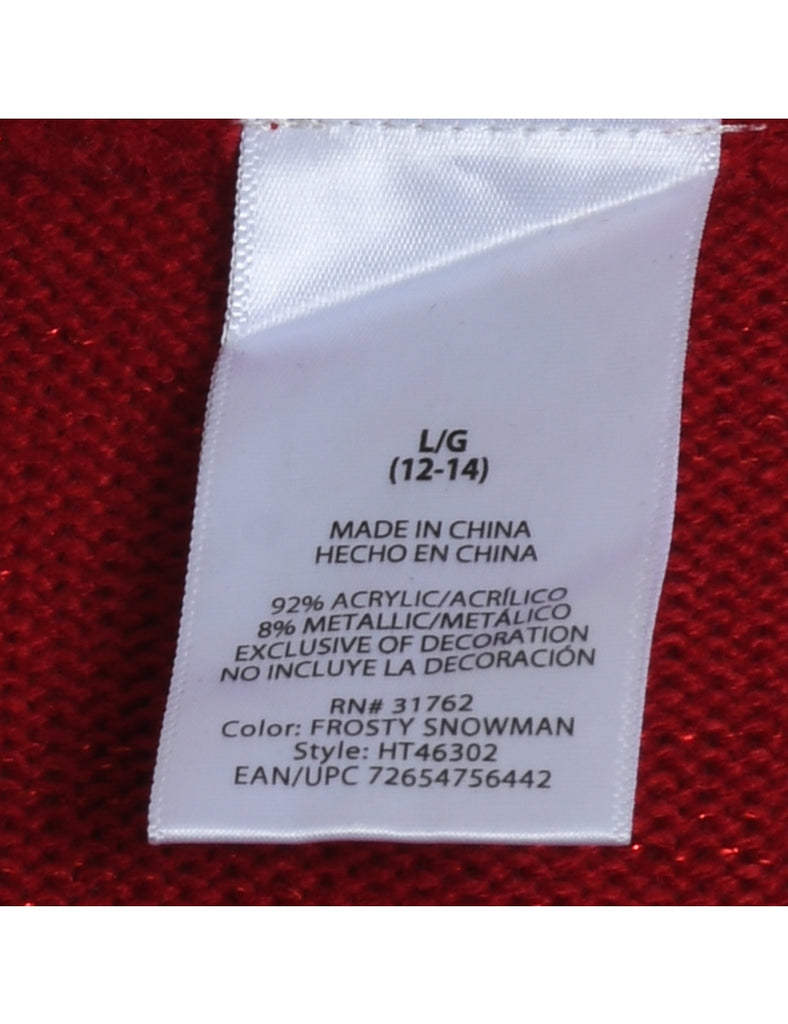 L/G
(12-14)
MADE IN CHINA
HECHO EN CHINA
92% ACRYLIC/ACRÍLICO
8% METALLIC/METÁLICO
EXCLUSIVE OF DECORATION
NO INCLUYE LA DECORACIÓN
RN# 31762
Color: FROSTY SNOWMAN
Style: HT46302
EAN/UPC 72654756442